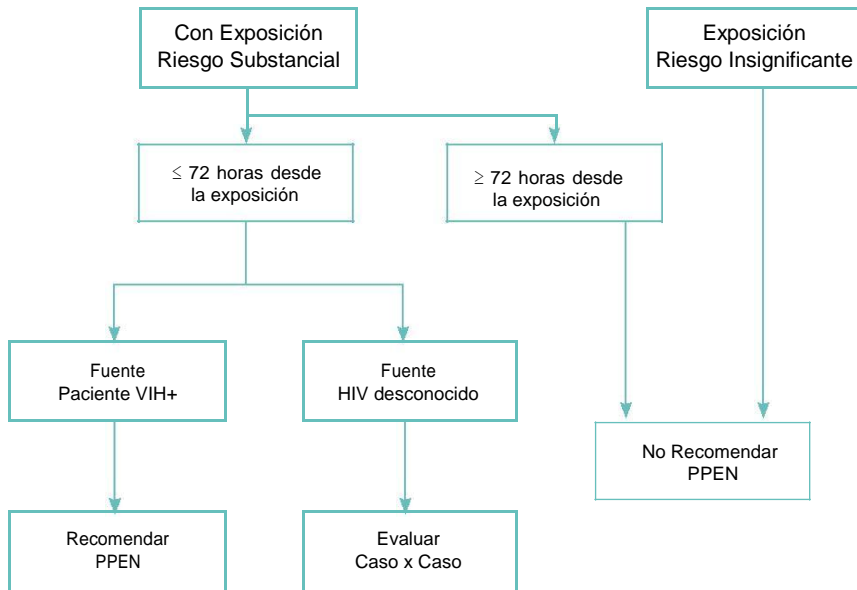 Con Exposición
Riesgo Substancial
Exposición
Riesgo Insignificante
≤ 72 horas desde
la exposición
≥ 72 horas desde
la exposición
Fuente
Paciente VIH+
Fuente
HIV desconocido
No Recomendar
PPEN
Recomendar
PPEN
Evaluar
Caso x Caso